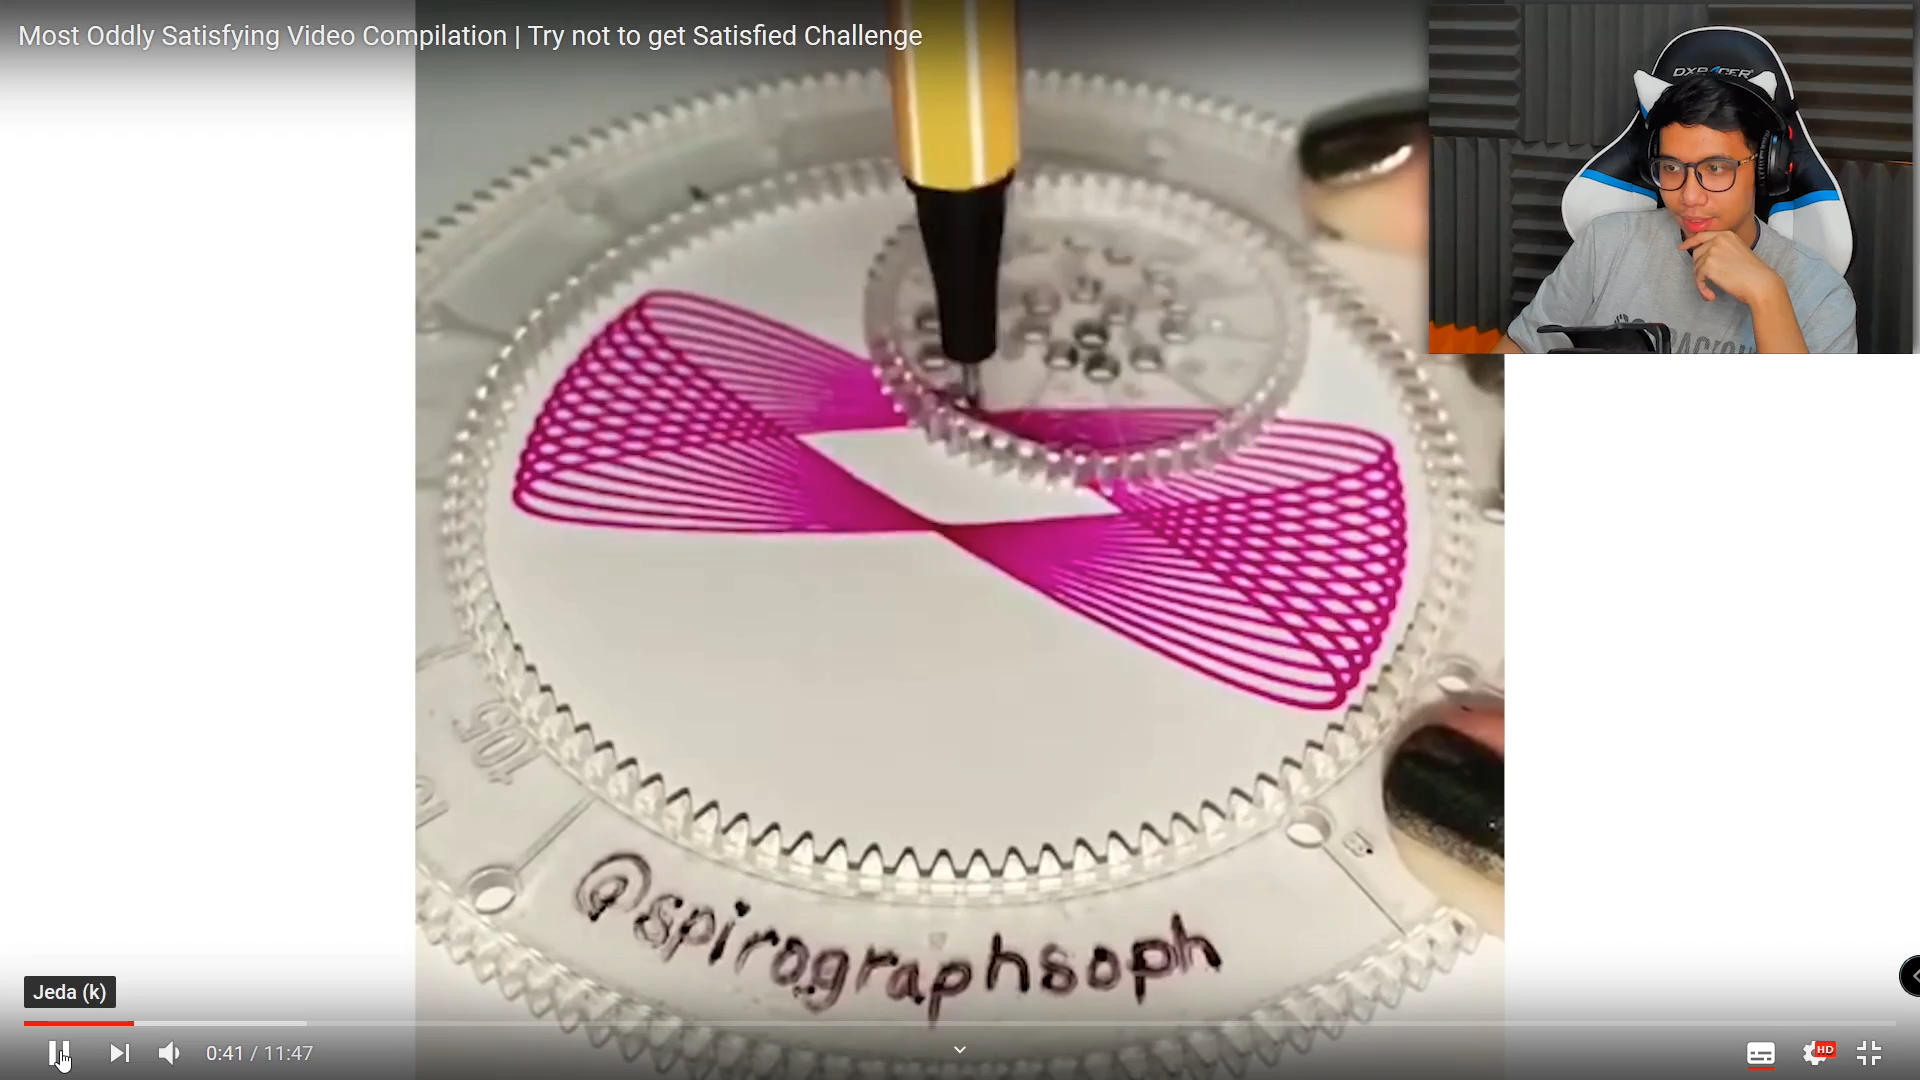 Most Oddly Satisfying Video Compilation | Try not to get Satisfied Challenge
DXRACER
105
@spirographsoph
Jeda (k)
0:41 / 11:47
HD